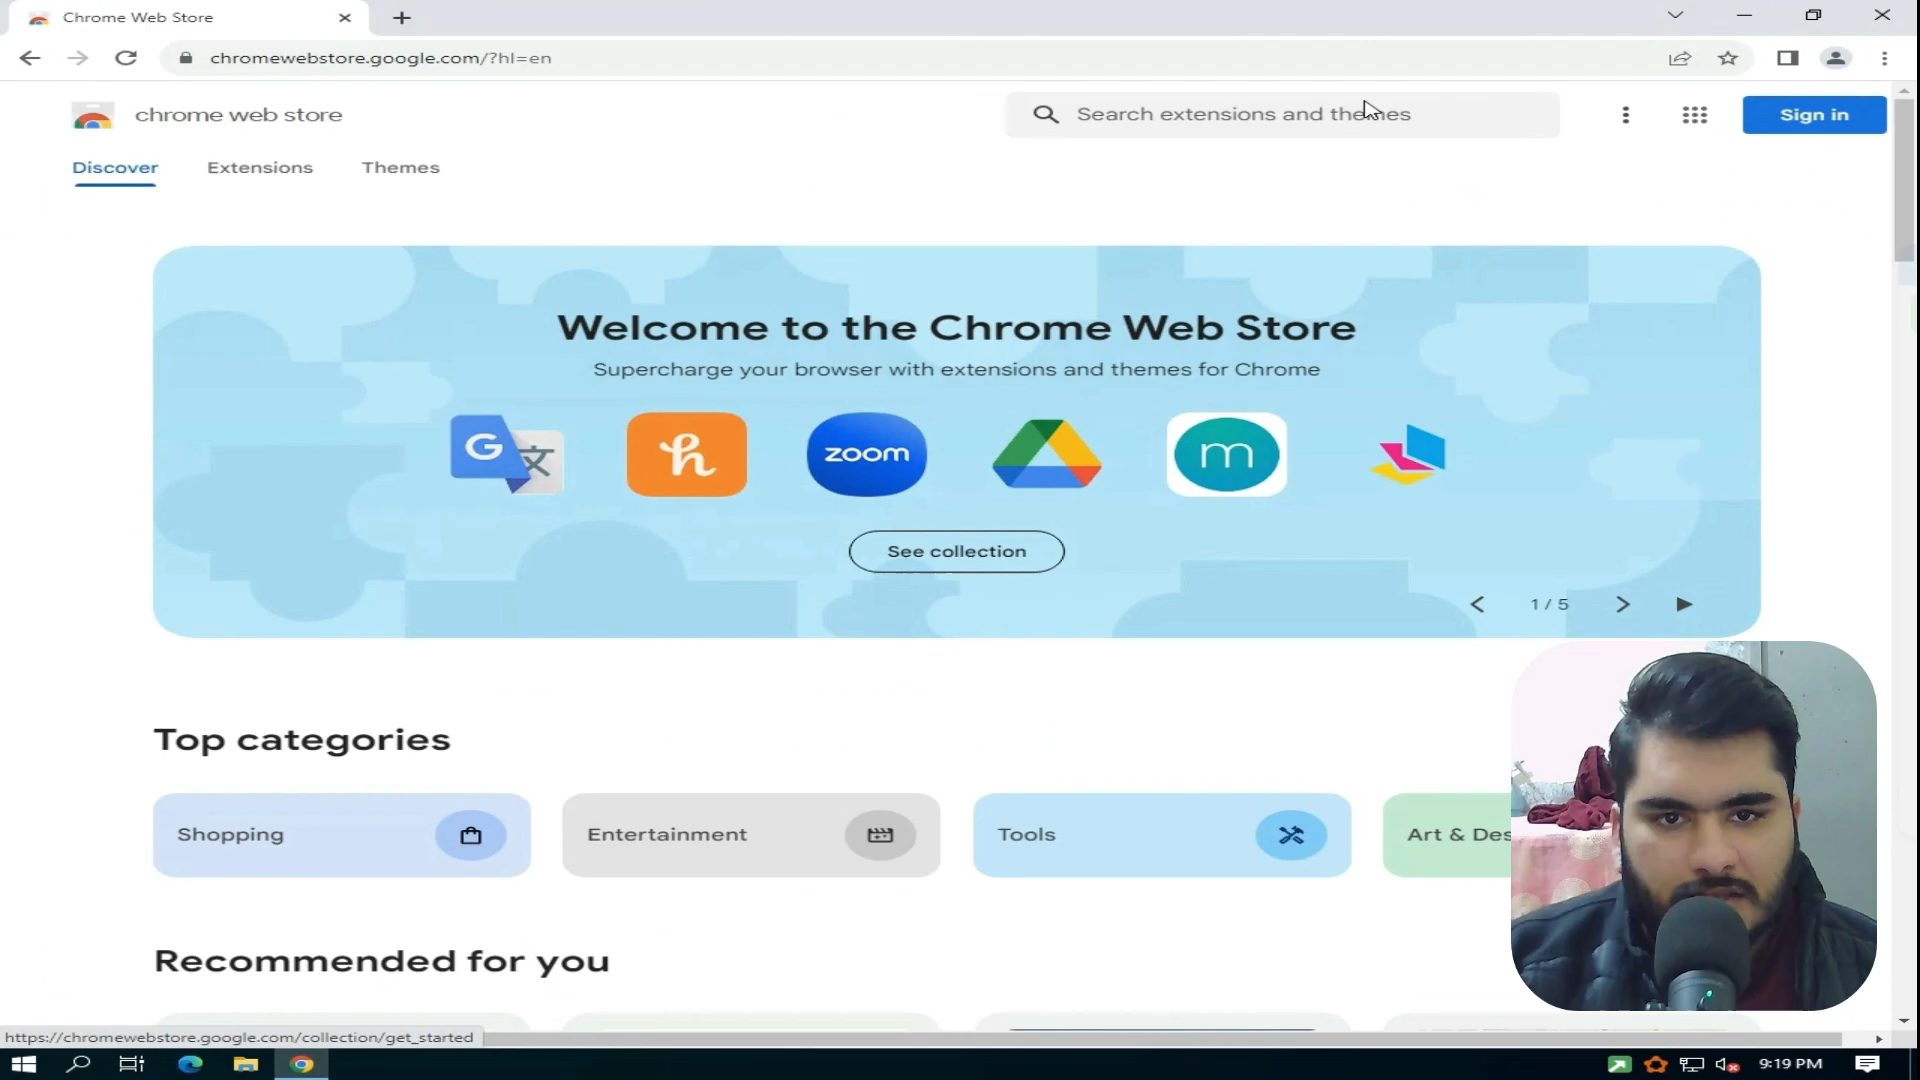 Chrome Web Store
chromewebstore.google.com/?hl=en
chrome web store
Search extensions and themes
Sign in
Discover
Extensions
Themes
Welcome to the Chrome Web Store
Supercharge your browser with extensions and themes for Chrome
G 文
h
zoom
m
See collection
1 / 5
Top categories
Shopping
Entertainment
Tools
Art & Des
Recommended for you
https://chromewebstore.google.com/collection/get_started
9:19 PM